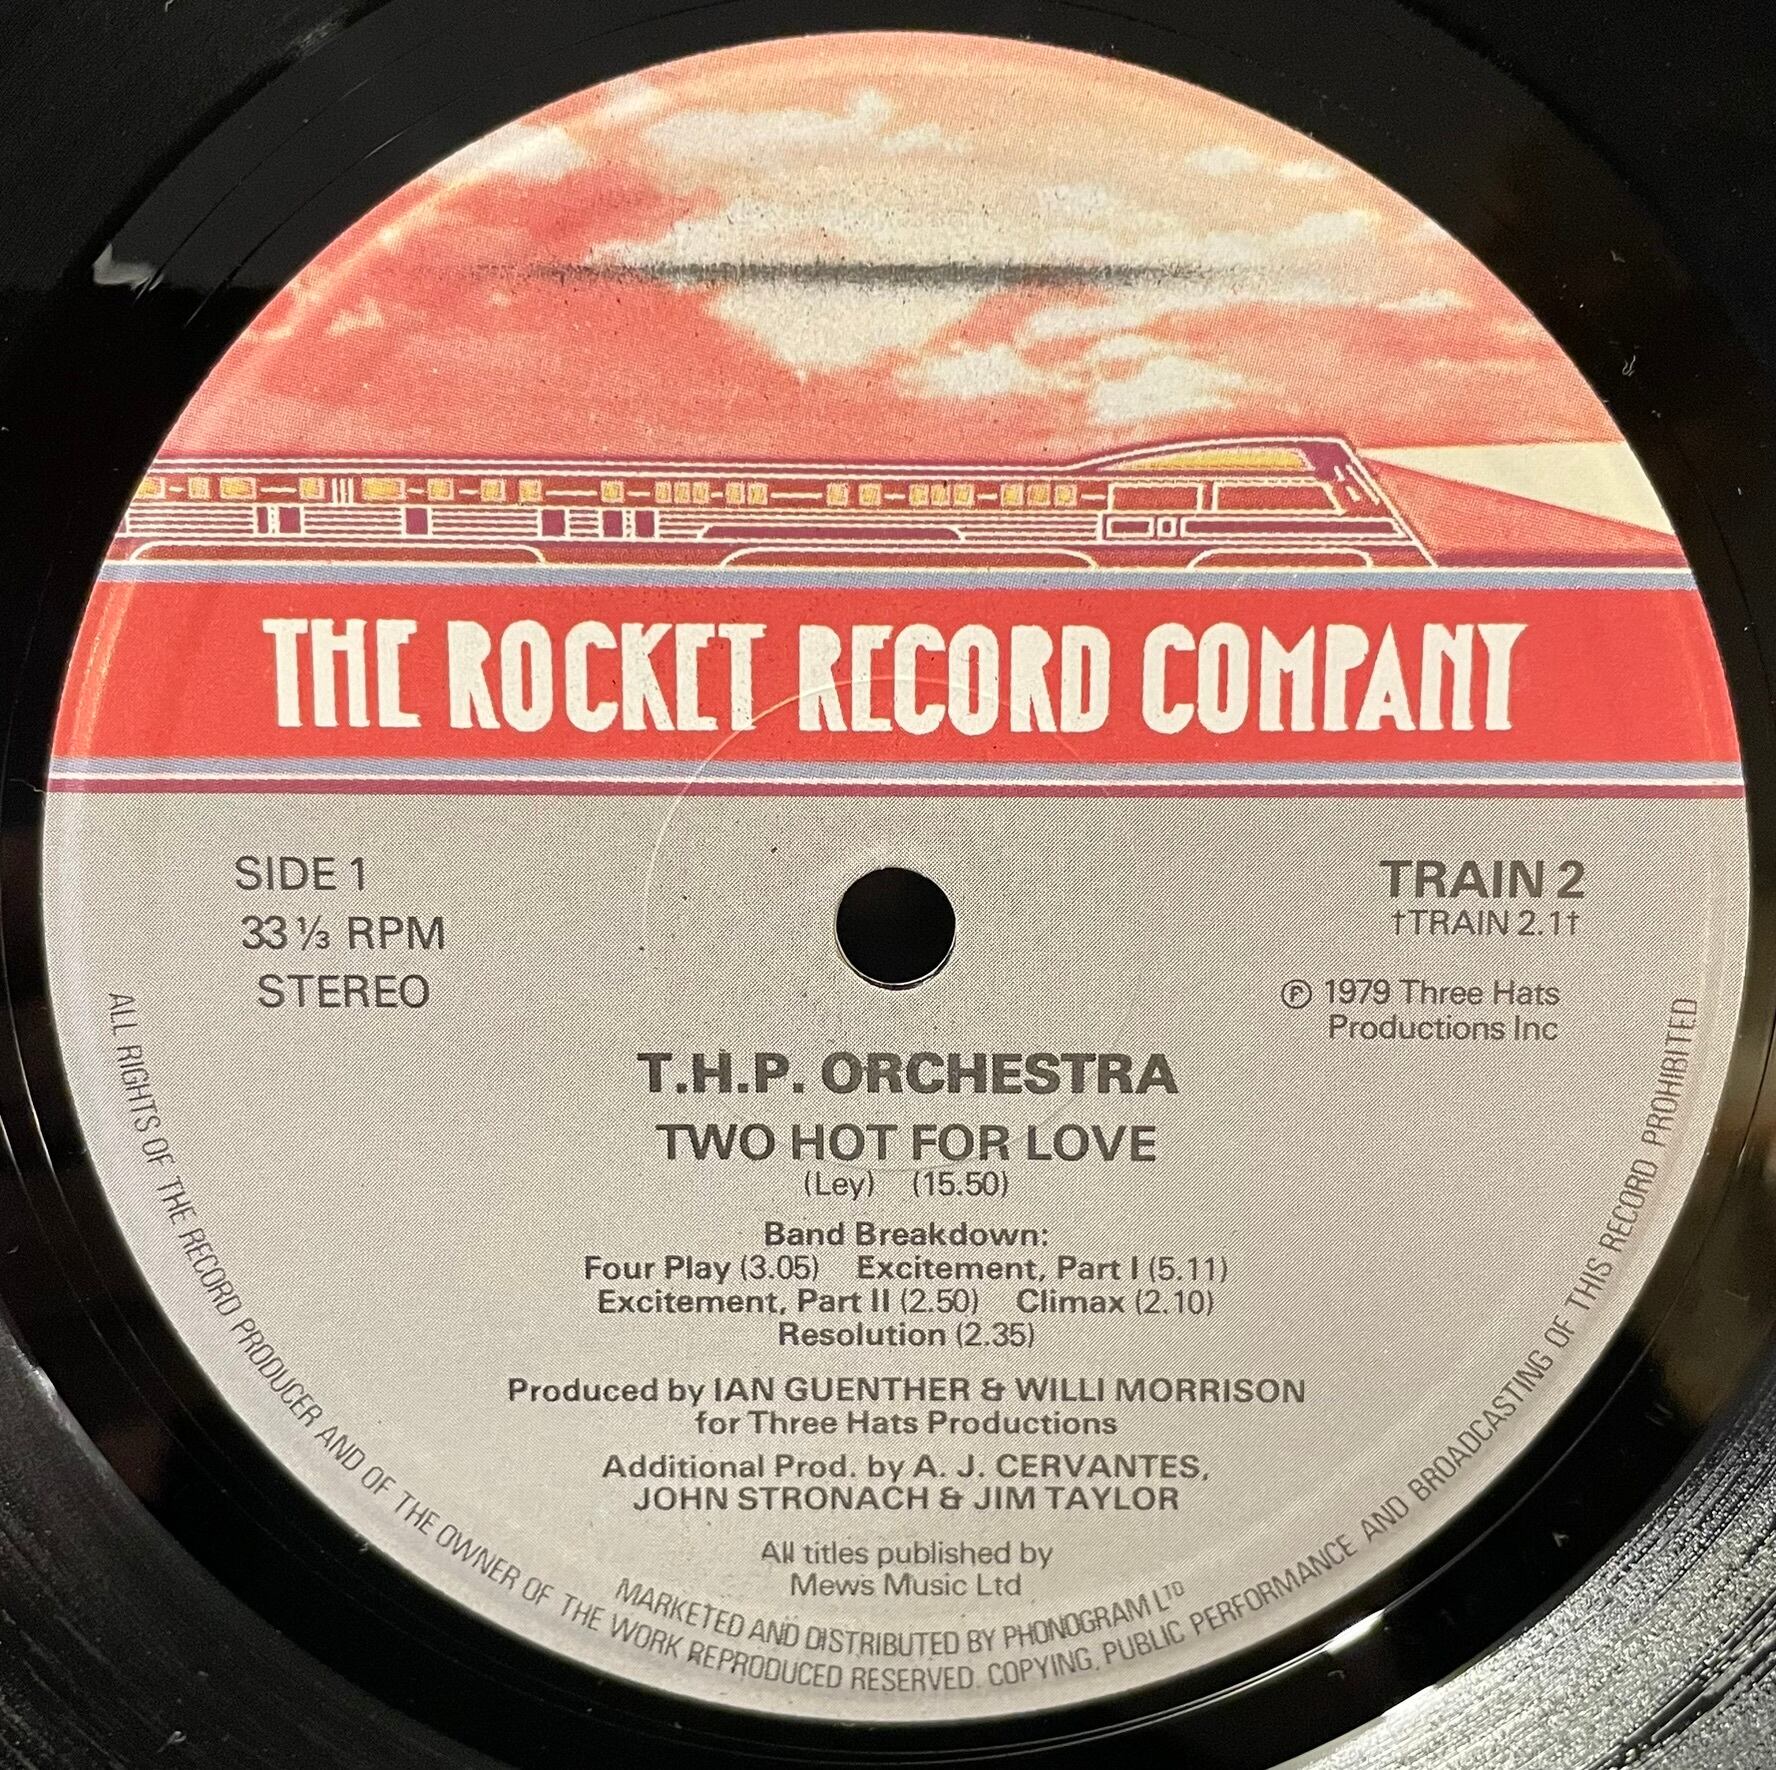 THE ROCKET RECORD COMPANY
SIDE 1
33 ⅓ RPM
STEREO
TRAIN 2
†TRAIN 2.1†
Ⓟ 1979 Three Hats
Productions Inc
T.H.P. ORCHESTRA
TWO HOT FOR LOVE
(Ley) (15.50)
Band Breakdown:
Four Play (3.05) Excitement, Part I (5.11)
Excitement, Part II (2.50) Climax (2.10)
Resolution (2.35)
Produced by IAN GUENTHER & WILLI MORRISON
for Three Hats Productions
Additional Prod. by A. J. CERVANTES,
JOHN STRONACH & JIM TAYLOR
All titles published by
Mews Music Ltd
MARKETED AND DISTRIBUTED BY PHONOGRAM LTD
ALL RIGHTS OF THE RECORD PRODUCER AND OF THE OWNER OF THE WORK REPRODUCED RESERVED. COPYING, PUBLIC PERFORMANCE AND BROADCASTING OF THIS RECORD PROHIBITED